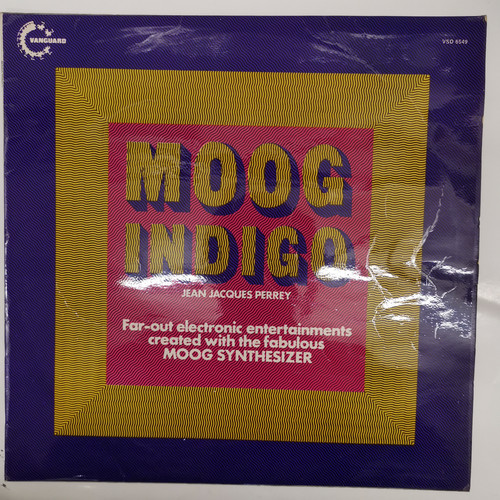 VANGUARD
VSD 6549
MOOG
INDIGO
JEAN JACQUES PERREY
Far-out electronic entertainments
created with the fabulous
MOOG SYNTHESIZER